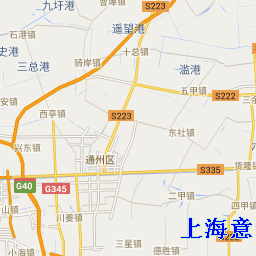 九圩港
曹埠镇
S223
遥望港
石港镇
十总镇
史港
骑岸镇
滥港
三总港
五甲镇
S222
安镇
西亭镇
S223
东社镇
兴东镇
通州区
货隆镇
S335
G40
G345
二甲镇
山镇
川姜镇
四甲镇
上海意
三星镇
德胜镇
小海镇